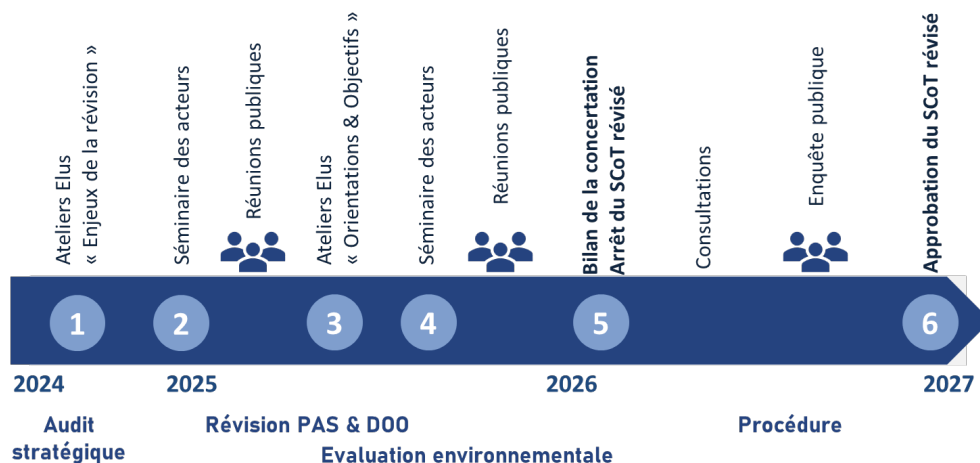 Ateliers Elus
« Enjeux de la révision »
Séminaire des acteurs
Réunions publiques
Ateliers Elus
« Orientations & Objectifs »
Séminaire des acteurs
Réunions publiques
Bilan de la concertation
Arrêt du SCoT révisé
Consultations
Enquête publique
Approbation du SCoT révisé
1
2
3
4
5
6
2024
2025
2026
2027
Audit
stratégique
Révision PAS & DOO
Evaluation environnementale
Procédure